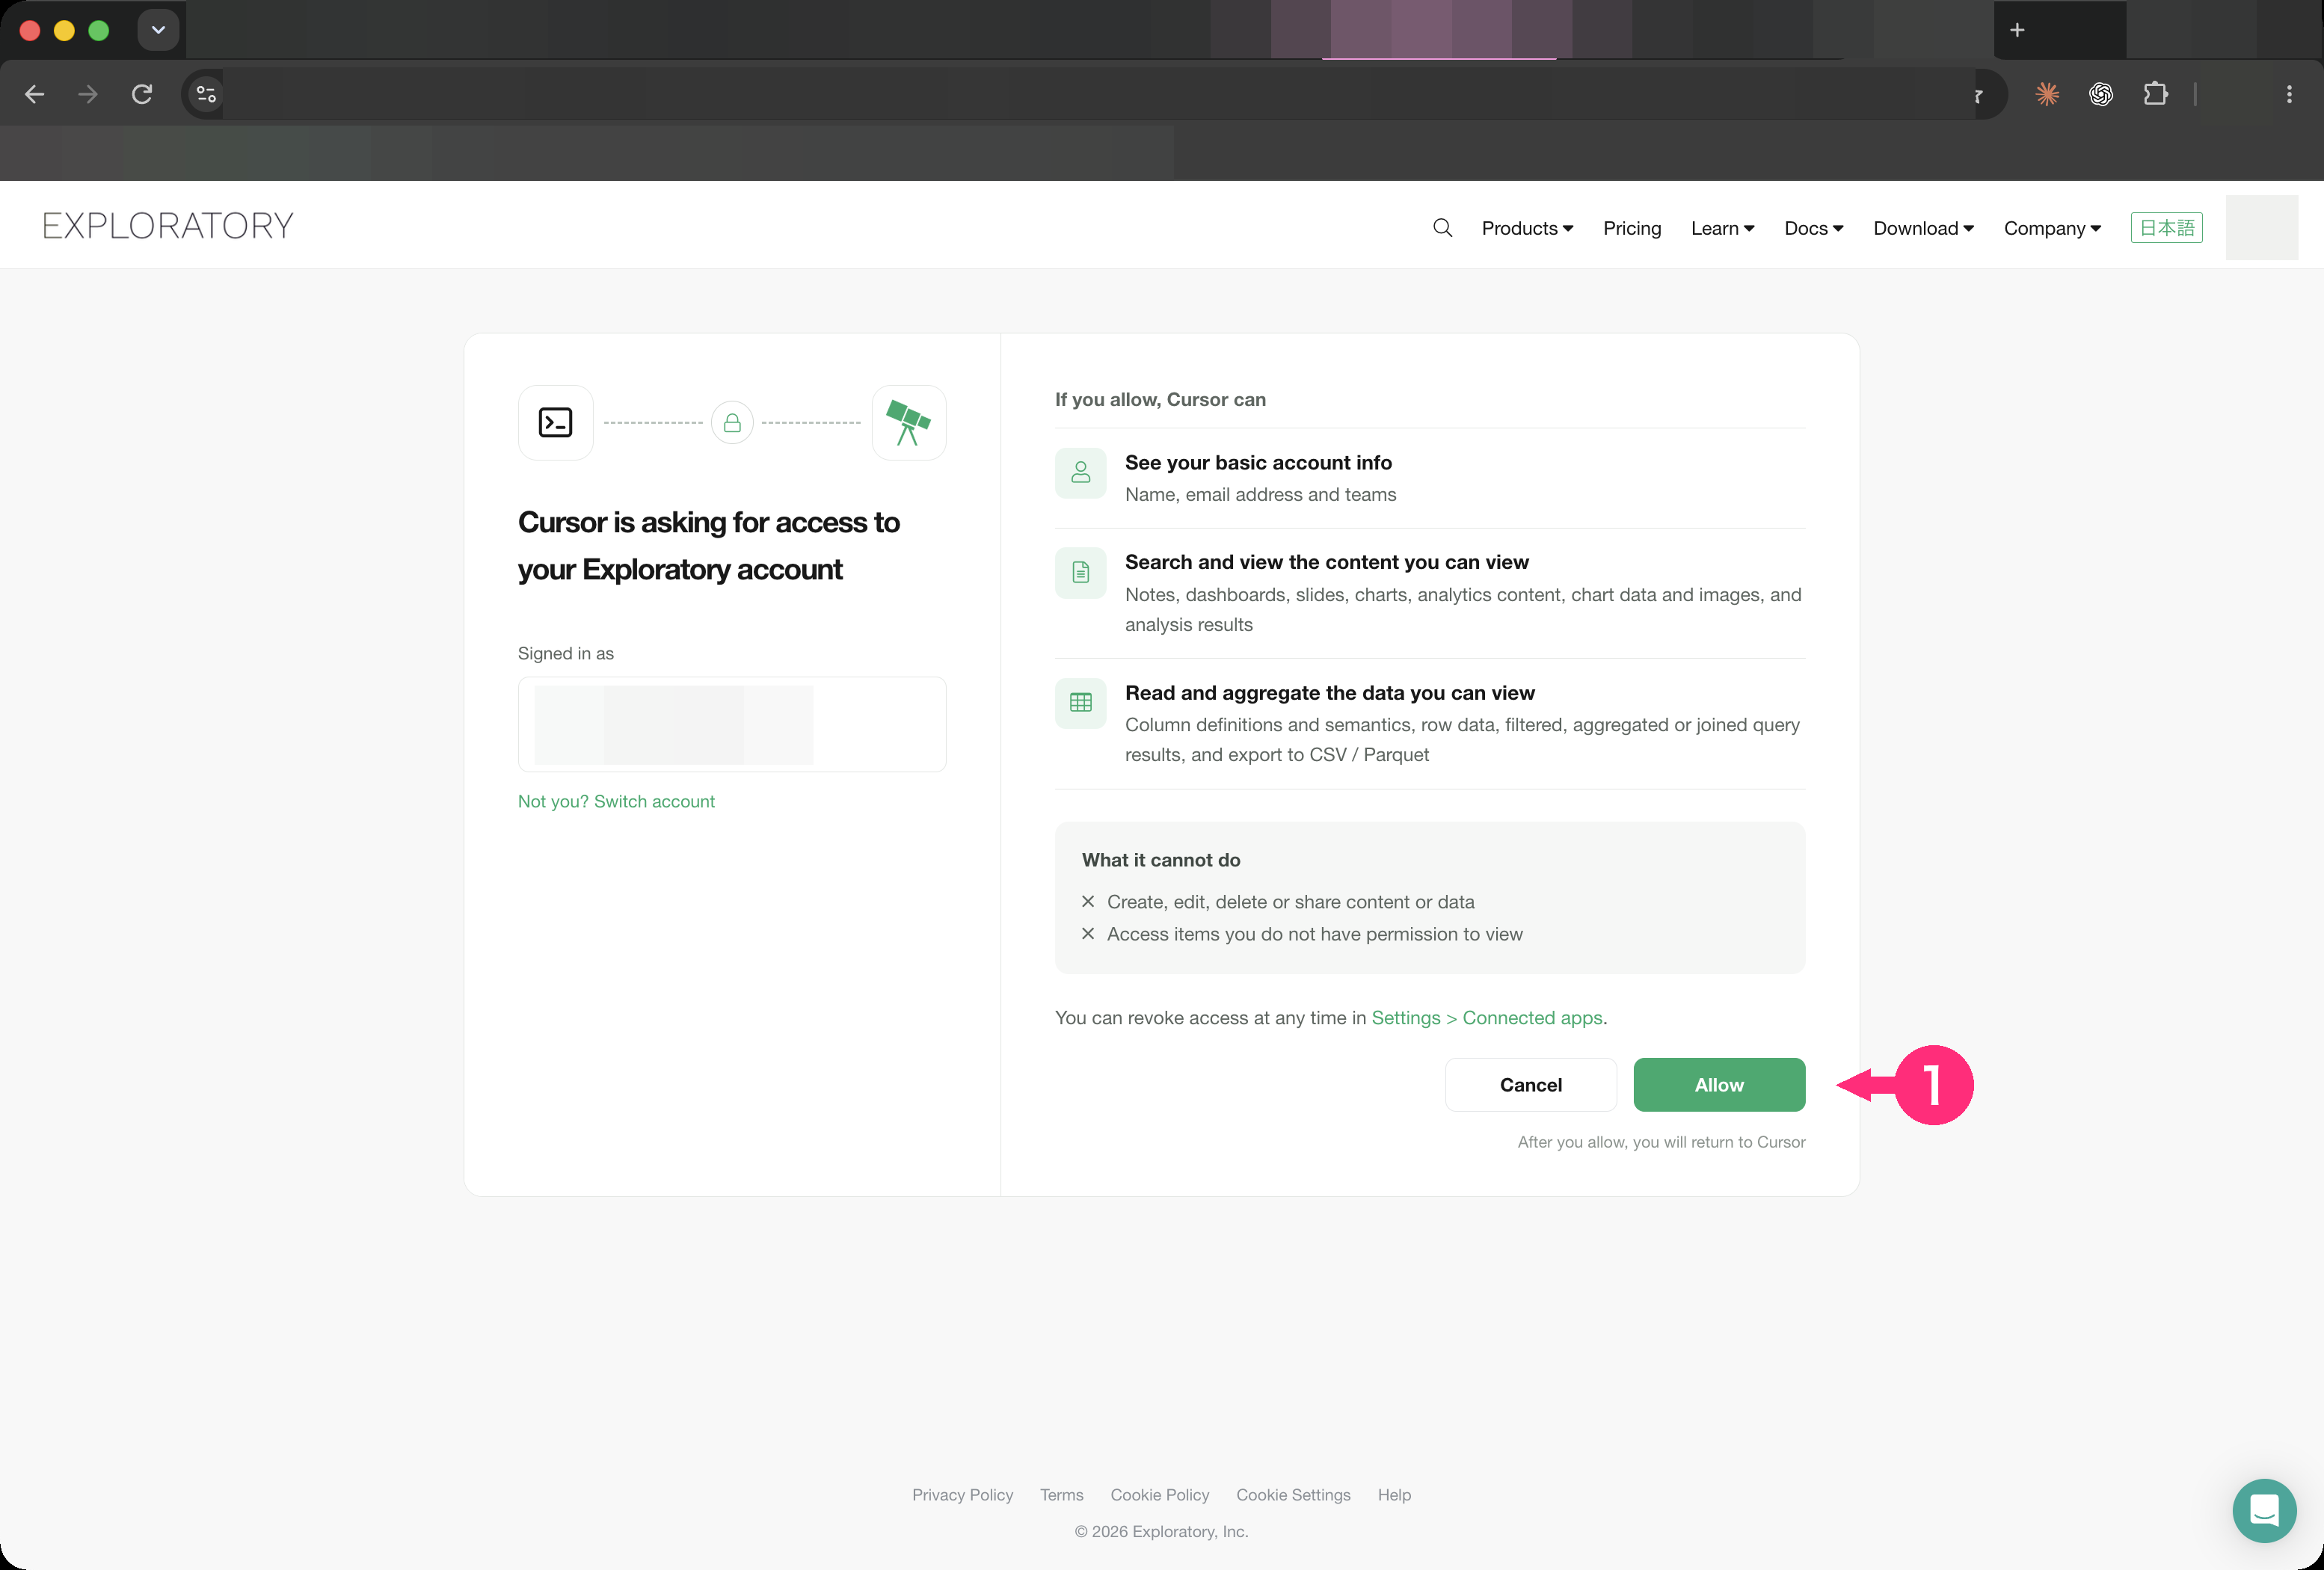 EXPLORATORY
Products
Pricing
Learn
Docs
Download
Company
日本語
Cursor is asking for access to
your Exploratory account
Signed in as
Not you? Switch account
If you allow, Cursor can
See your basic account info
Name, email address and teams
Search and view the content you can view
Notes, dashboards, slides, charts, analytics content, chart data and images, and
analysis results
Read and aggregate the data you can view
Column definitions and semantics, row data, filtered, aggregated or joined query
results, and export to CSV / Parquet
What it cannot do
Create, edit, delete or share content or data
Access items you do not have permission to view
You can revoke access at any time in Settings > Connected apps.
Cancel
Allow
1
After you allow, you will return to Cursor
Privacy Policy
Terms
Cookie Policy
Cookie Settings
Help
© 2026 Exploratory, Inc.